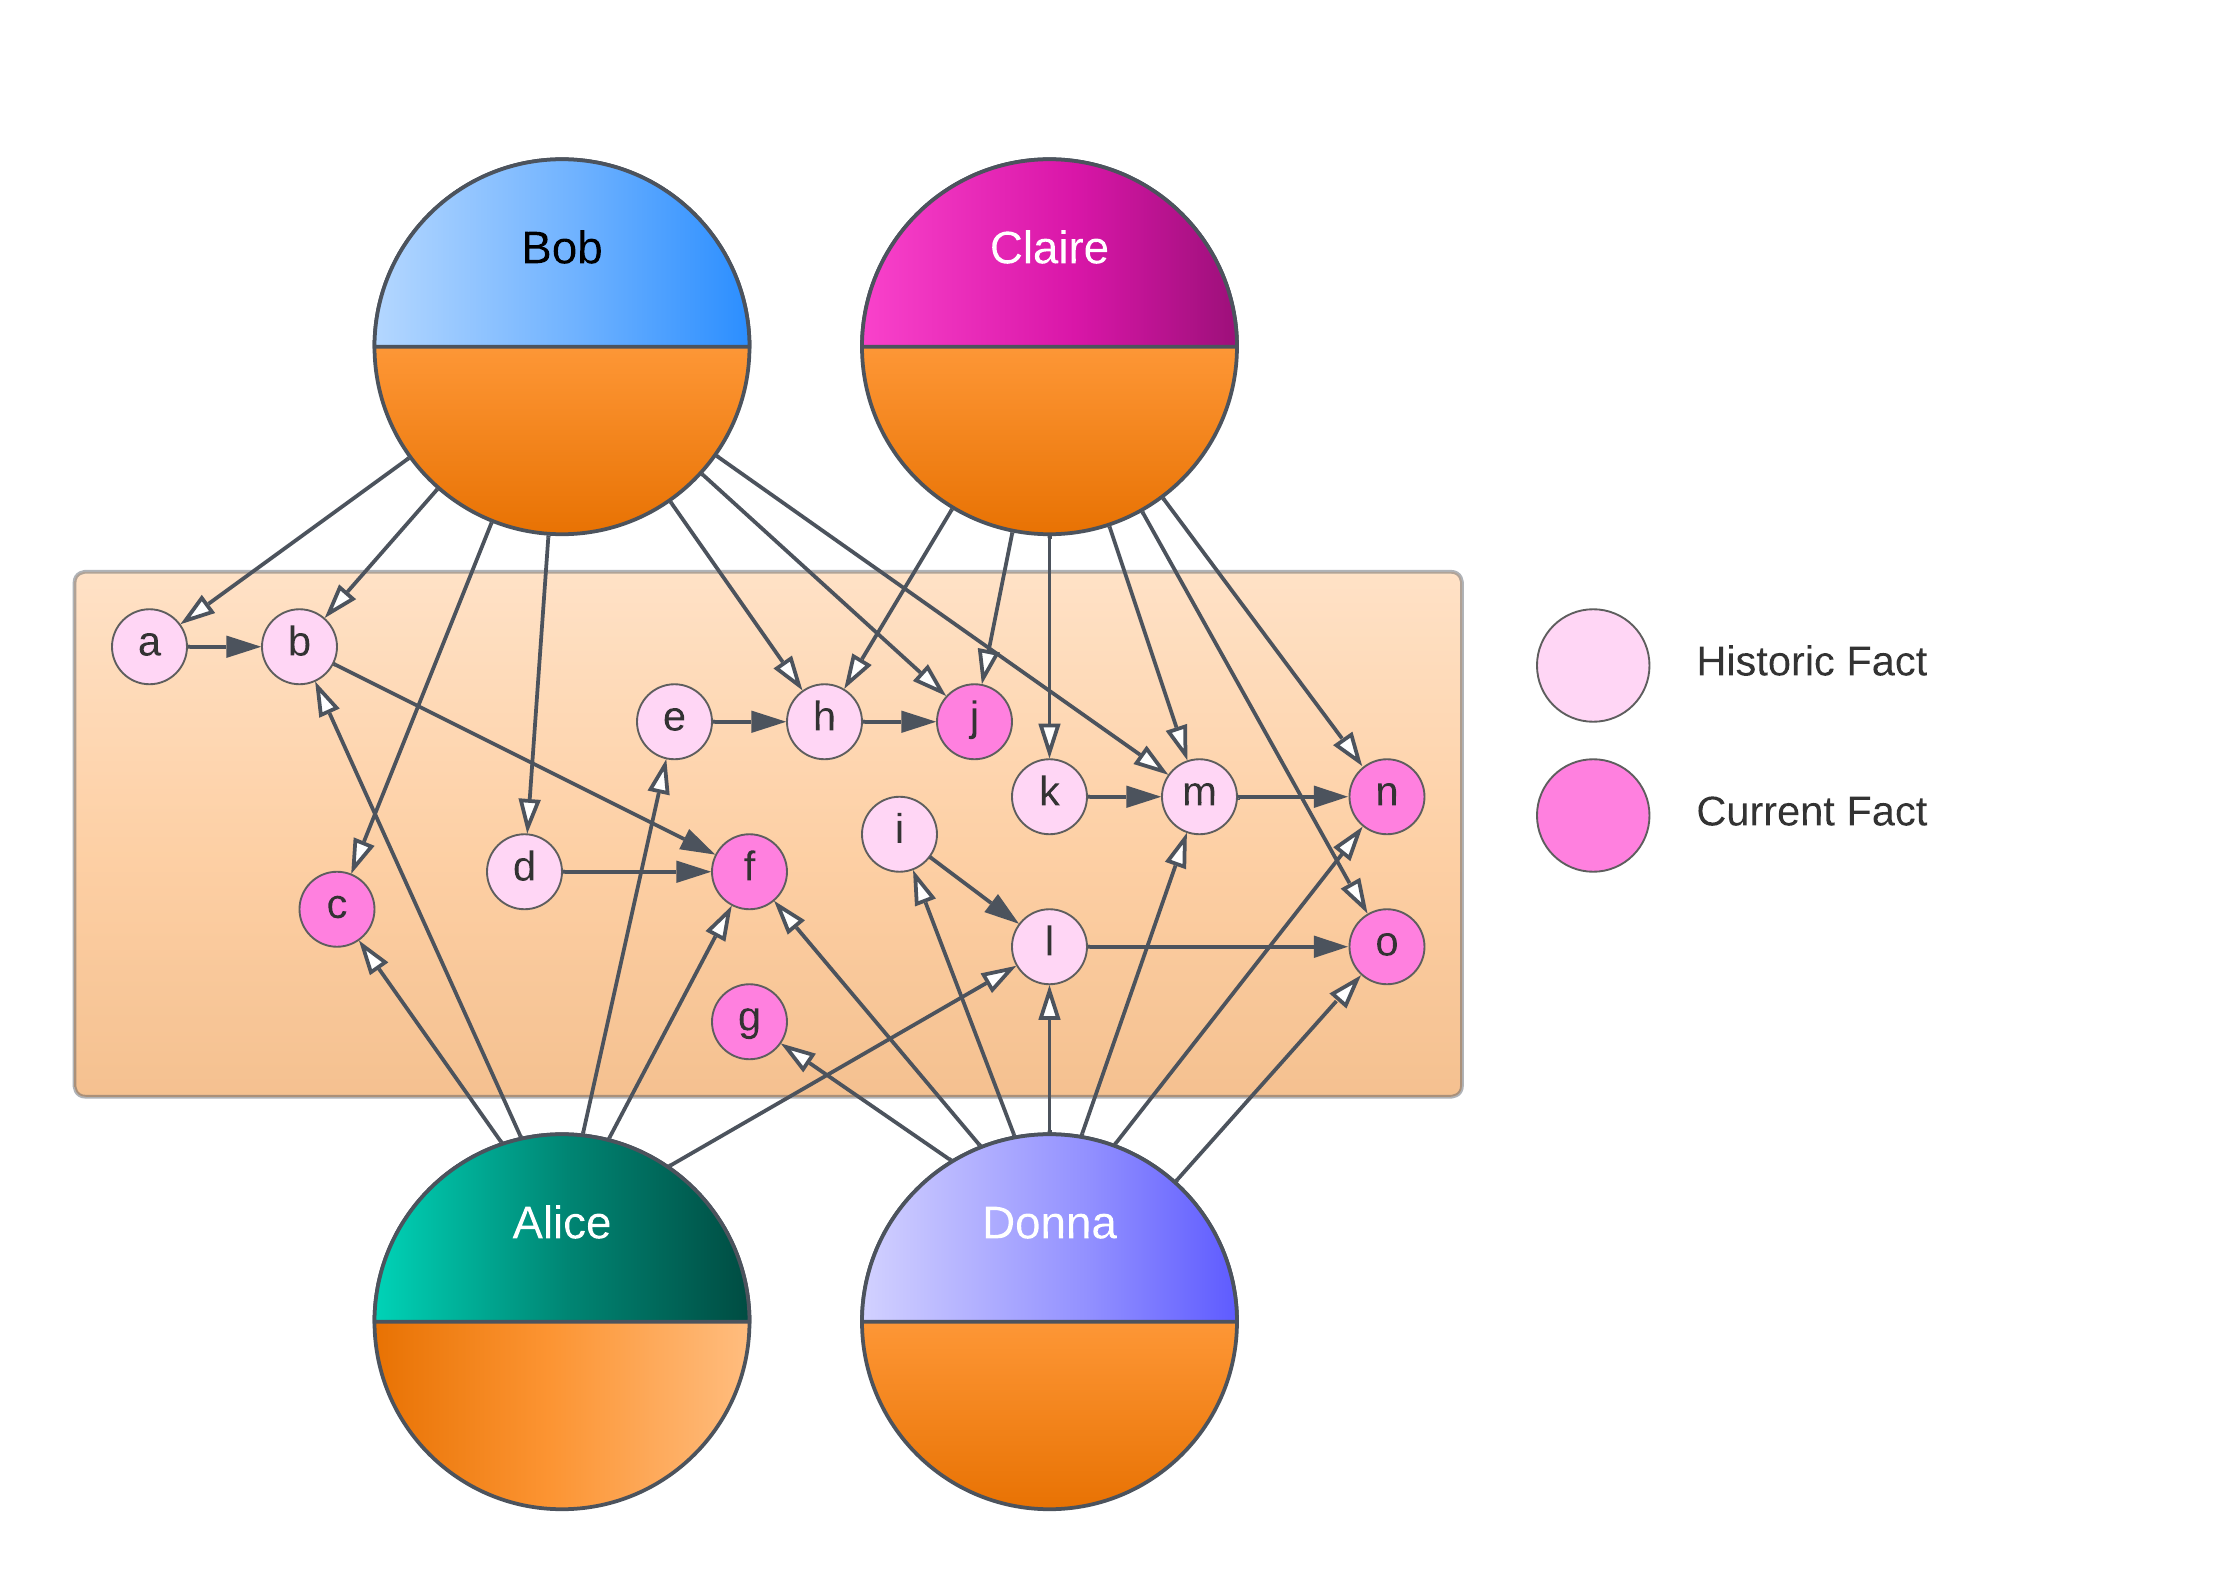 Bob
Claire
a
b
Historic Fact
e
h
j
k
m
n
Current Fact
i
d
f
c
l
o
g
Alice
Donna